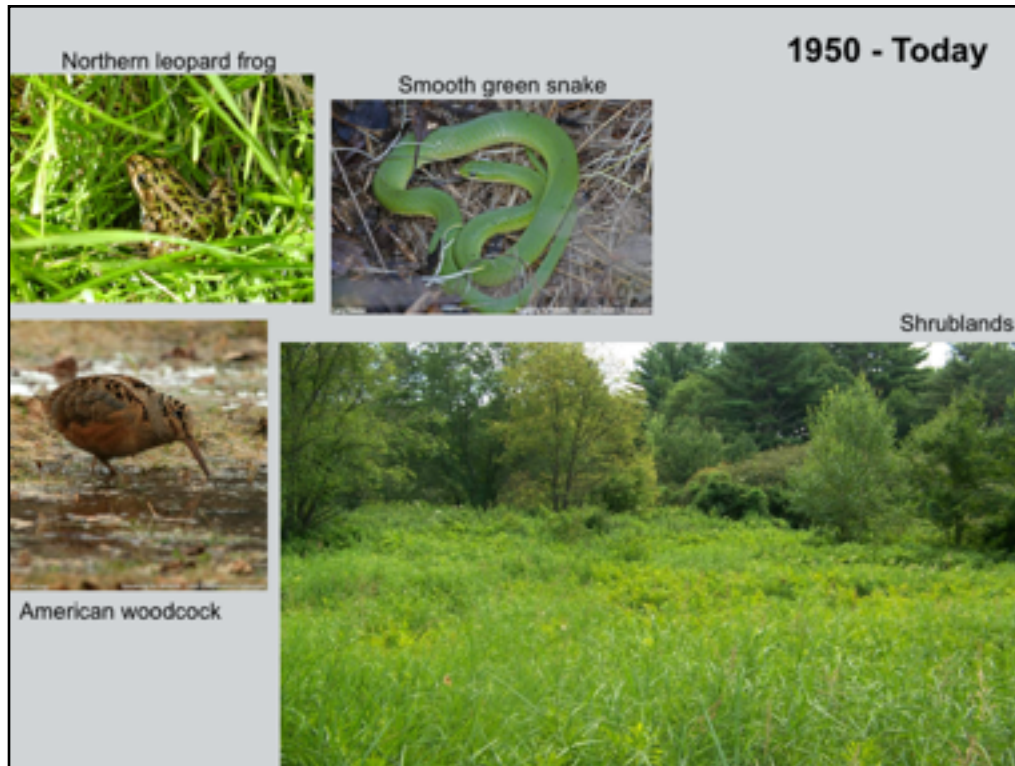 1950 - Today
Northern leopard frog
Smooth green snake
Shrublands
American woodcock